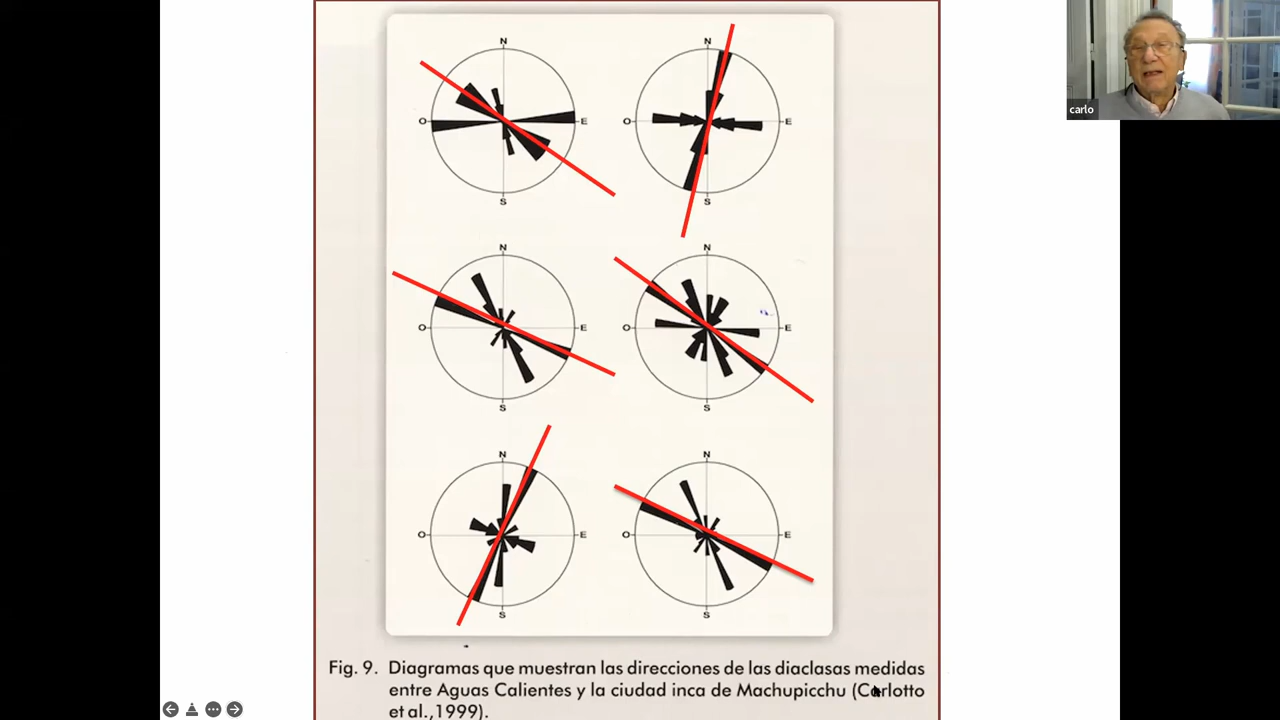 N
O
E
S
N
O
E
S
N
O
E
S
N
O
E
S
N
O
E
S
N
O
E
S
carlo
Fig. 9. Diagramas que muestran las direcciones de las diaclasas medidas
entre Aguas Calientes y la ciudad inca de Machupicchu (Carlotto
et al.,1999).